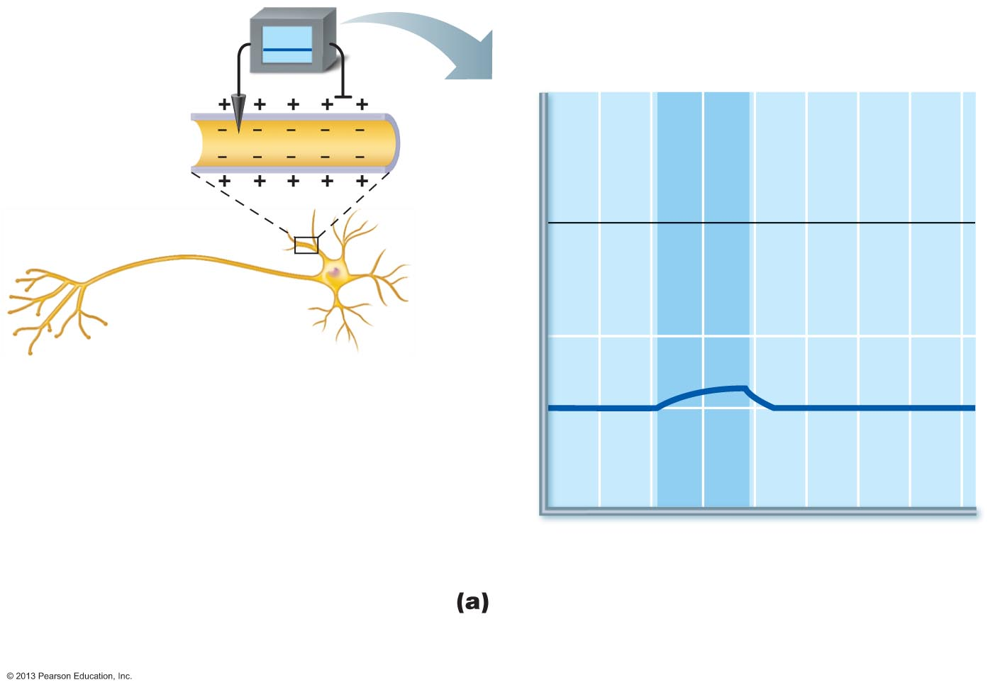 + + + + +
− − − − −
− − − − −
+ + + + +
(a)
© 2013 Pearson Education, Inc.